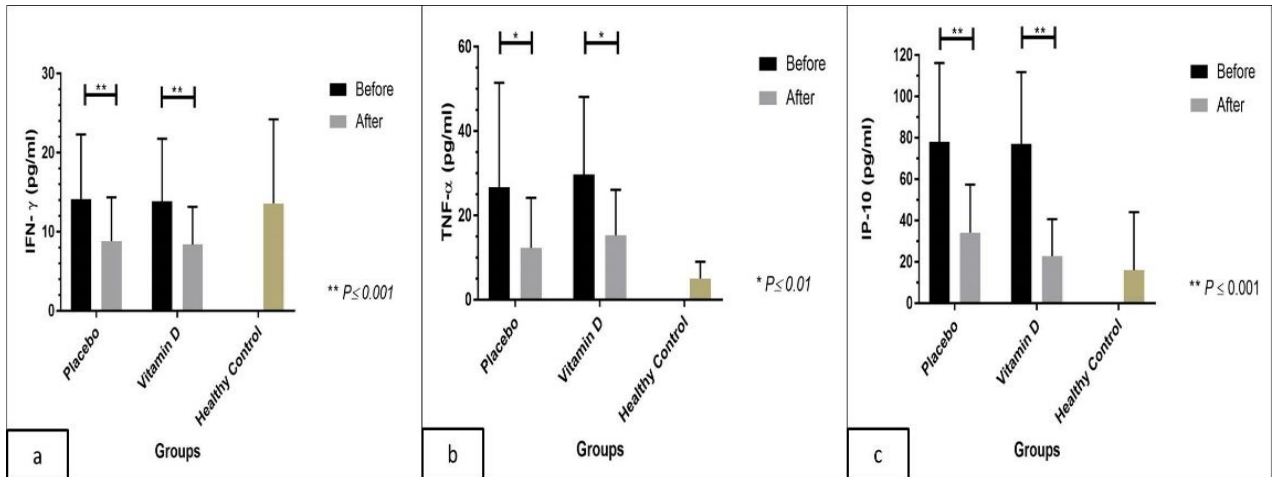 30
20
10
0
IFN- γ (pg/ml)
**
**
Before
After
** P≤ 0.001
Placebo
Vitamin D
Healthy Control
Groups
a
60
40
20
0
TNF-α (pg/ml)
*
*
Before
After
* P≤ 0.01
Placebo
Vitamin D
Healthy Control
Groups
b
120
100
80
60
40
20
0
IP-10 (pg/ml)
**
**
Before
After
** P≤ 0.001
Placebo
Vitamin D
Healthy Control
Groups
c